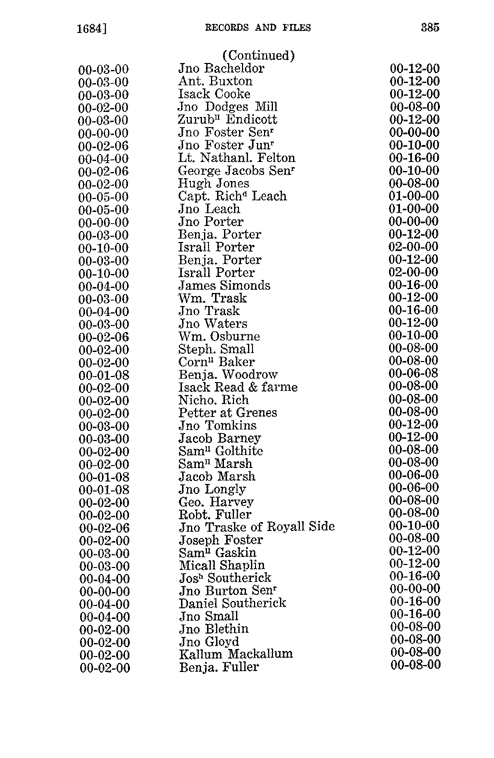 1684] RECORDS AND FILES 385
(Continued)
00-03-00 Jno Bacheldor 00-12-00
00-03-00 Ant. Buxton 00-12-00
00-03-00 Isack Cooke 00-12-00
00-02-00 Jno Dodges Mill 00-08-00
00-03-00 Zurubˡˡ Endicott 00-12-00
00-00-00 Jno Foster Senʳ 00-00-00
00-02-06 Jno Foster Junʳ 00-10-00
00-04-00 Lt. Nathanl. Felton 00-16-00
00-02-06 George Jacobs Senʳ 00-10-00
00-02-00 Hugh Jones 00-08-00
00-05-00 Capt. Richᵈ Leach 01-00-00
00-05-00 Jno Leach 01-00-00
00-00-00 Jno Porter 00-00-00
00-03-00 Benja. Porter 00-12-00
00-10-00 Israll Porter 02-00-00
00-03-00 Benja. Porter 00-12-00
00-10-00 Israll Porter 02-00-00
00-04-00 James Simonds 00-16-00
00-03-00 Wm. Trask 00-12-00
00-04-00 Jno Trask 00-16-00
00-03-00 Jno Waters 00-12-00
00-02-06 Wm. Osburne 00-10-00
00-02-00 Steph. Small 00-08-00
00-02-00 Cornˡˡ Baker 00-08-00
00-01-08 Benja. Woodrow 00-06-08
00-02-00 Isack Read & farme 00-08-00
00-02-00 Nicho. Rich 00-08-00
00-02-00 Petter at Grenes 00-08-00
00-03-00 Jno Tomkins 00-12-00
00-03-00 Jacob Barney 00-12-00
00-02-00 Samˡˡ Golthite 00-08-00
00-02-00 Samˡˡ Marsh 00-08-00
00-01-08 Jacob Marsh 00-06-00
00-01-08 Jno Longly 00-06-00
00-02-00 Geo. Harvey 00-08-00
00-02-00 Robt. Fuller 00-08-00
00-02-06 Jno Traske of Royall Side 00-10-00
00-02-00 Joseph Foster 00-08-00
00-03-00 Samˡˡ Gaskin 00-12-00
00-03-00 Micall Shaplin 00-12-00
00-04-00 Josʰ Southerick 00-16-00
00-00-00 Jno Burton Senʳ 00-00-00
00-04-00 Daniel Southerick 00-16-00
00-04-00 Jno Small 00-16-00
00-02-00 Jno Blethin 00-08-00
00-02-00 Jno Gloyd 00-08-00
00-02-00 Kallum Mackallum 00-08-00
00-02-00 Benja. Fuller 00-08-00